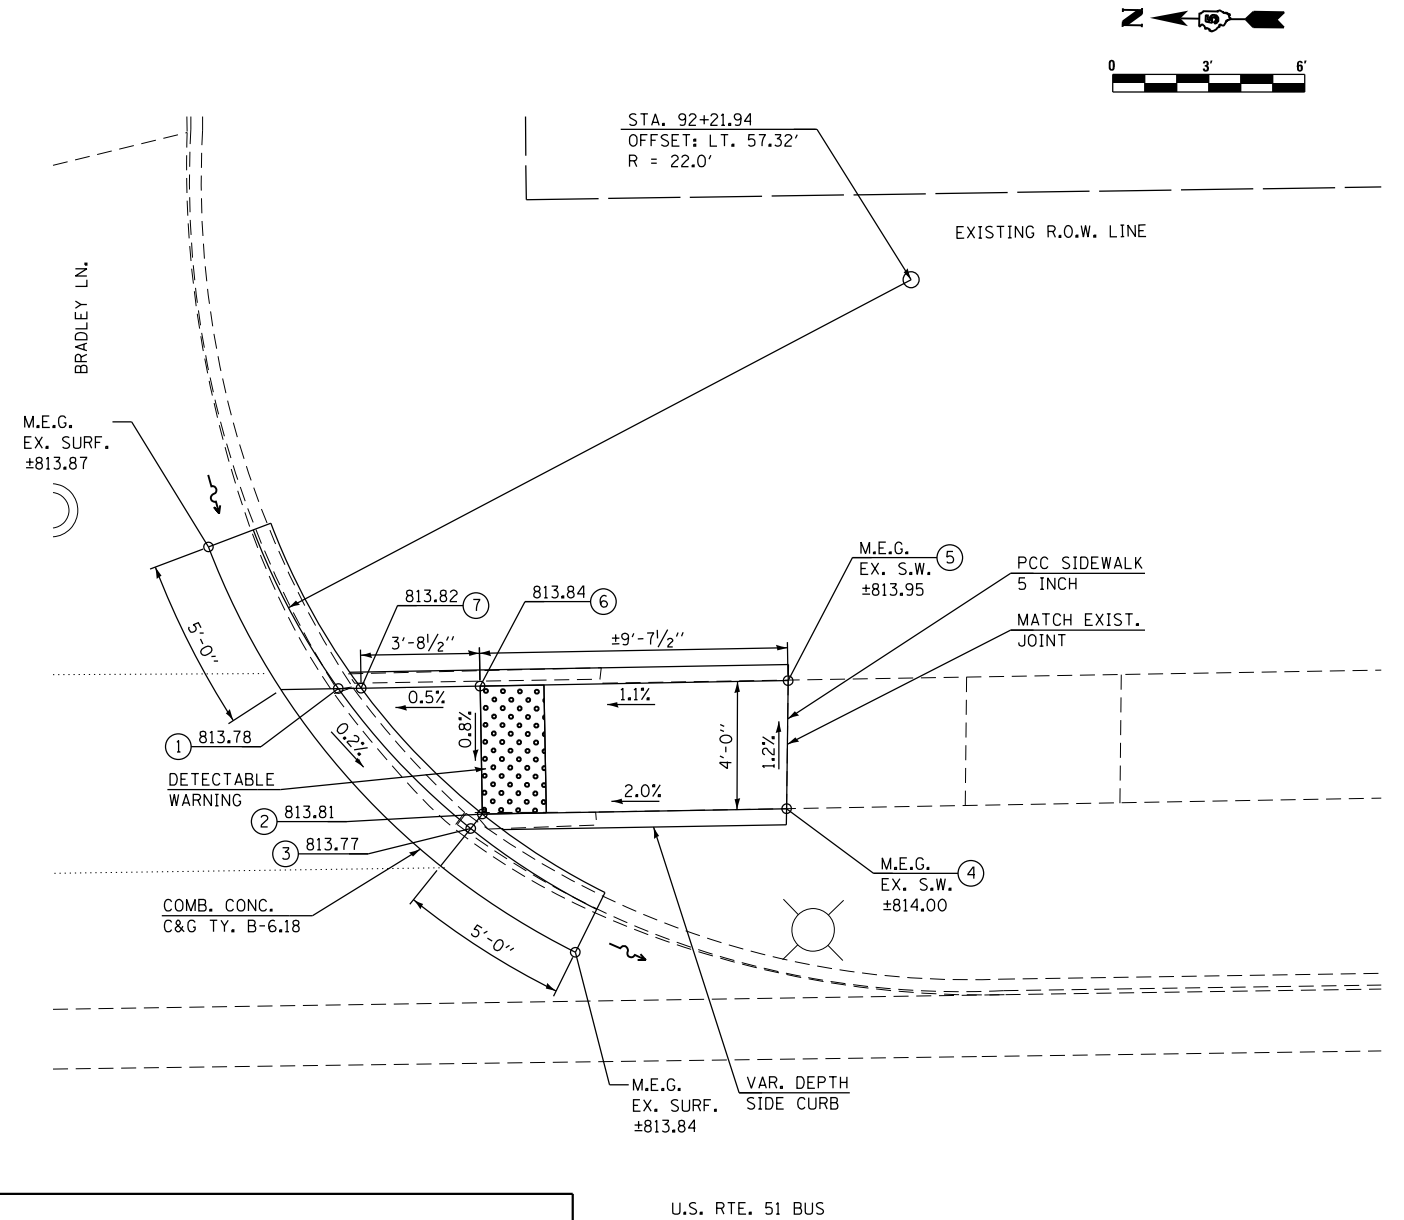 N
5
0 3' 6'
STA. 92+21.94
OFFSET: LT. 57.32'
R = 22.0'
EXISTING R.O.W. LINE
BRADLEY LN.
M.E.G.
EX. SURF.
±813.87
5'-0"
813.82 7
813.84 6
M.E.G.
EX. S.W. 5
±813.95
PCC SIDEWALK
5 INCH
MATCH EXIST.
JOINT
3'-8½"
±9'-7½"
0.5%
1.1%
0.8%
4'-0"
1.2%
2.0%
0.2%
1 813.78
DETECTABLE
WARNING
2 813.81
3 813.77
COMB. CONC.
C&G TY. B-6.18
5'-0"
M.E.G.
EX. S.W. 4
±814.00
M.E.G.
EX. SURF.
±813.84
VAR. DEPTH
SIDE CURB
U.S. RTE. 51 BUS